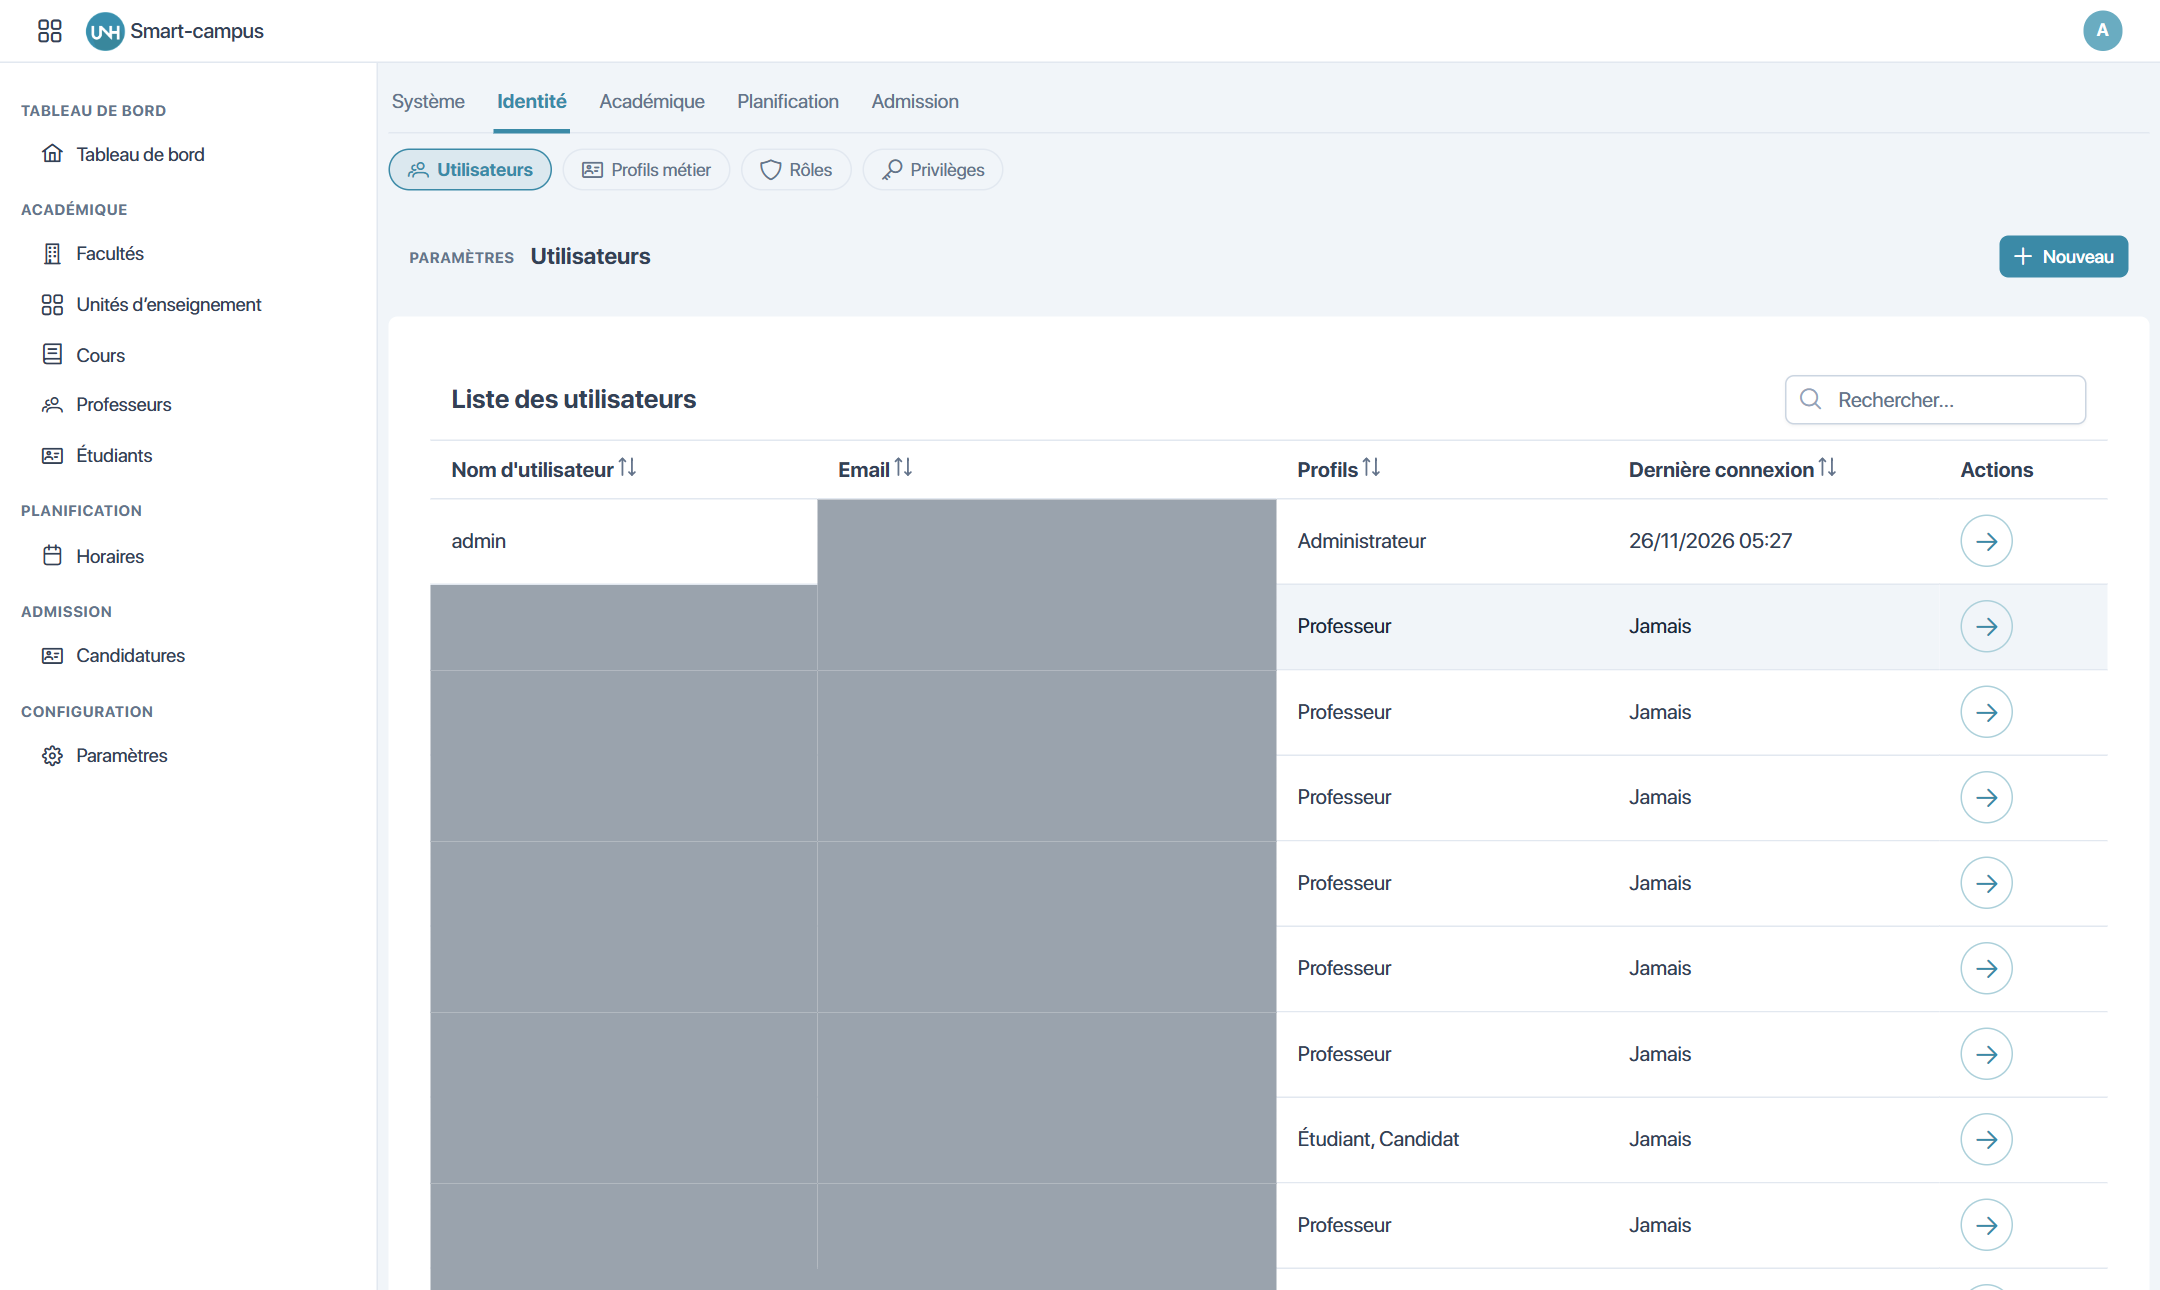 UNH Smart-campus
A
TABLEAU DE BORD
Tableau de bord
ACADÉMIQUE
Facultés
Unités d'enseignement
Cours
Professeurs
Étudiants
PLANIFICATION
Horaires
ADMISSION
Candidatures
CONFIGURATION
Paramètres
Système Identité Académique Planification Admission
Utilisateurs Profils métier Rôles Privilèges
PARAMÈTRES Utilisateurs
Nouveau
Liste des utilisateurs
Rechercher...
Nom d'utilisateur Email Profils Dernière connexion Actions
admin Administrateur 26/11/2026 05:27
Professeur Jamais
Professeur Jamais
Professeur Jamais
Professeur Jamais
Professeur Jamais
Professeur Jamais
Étudiant, Candidat Jamais
Professeur Jamais